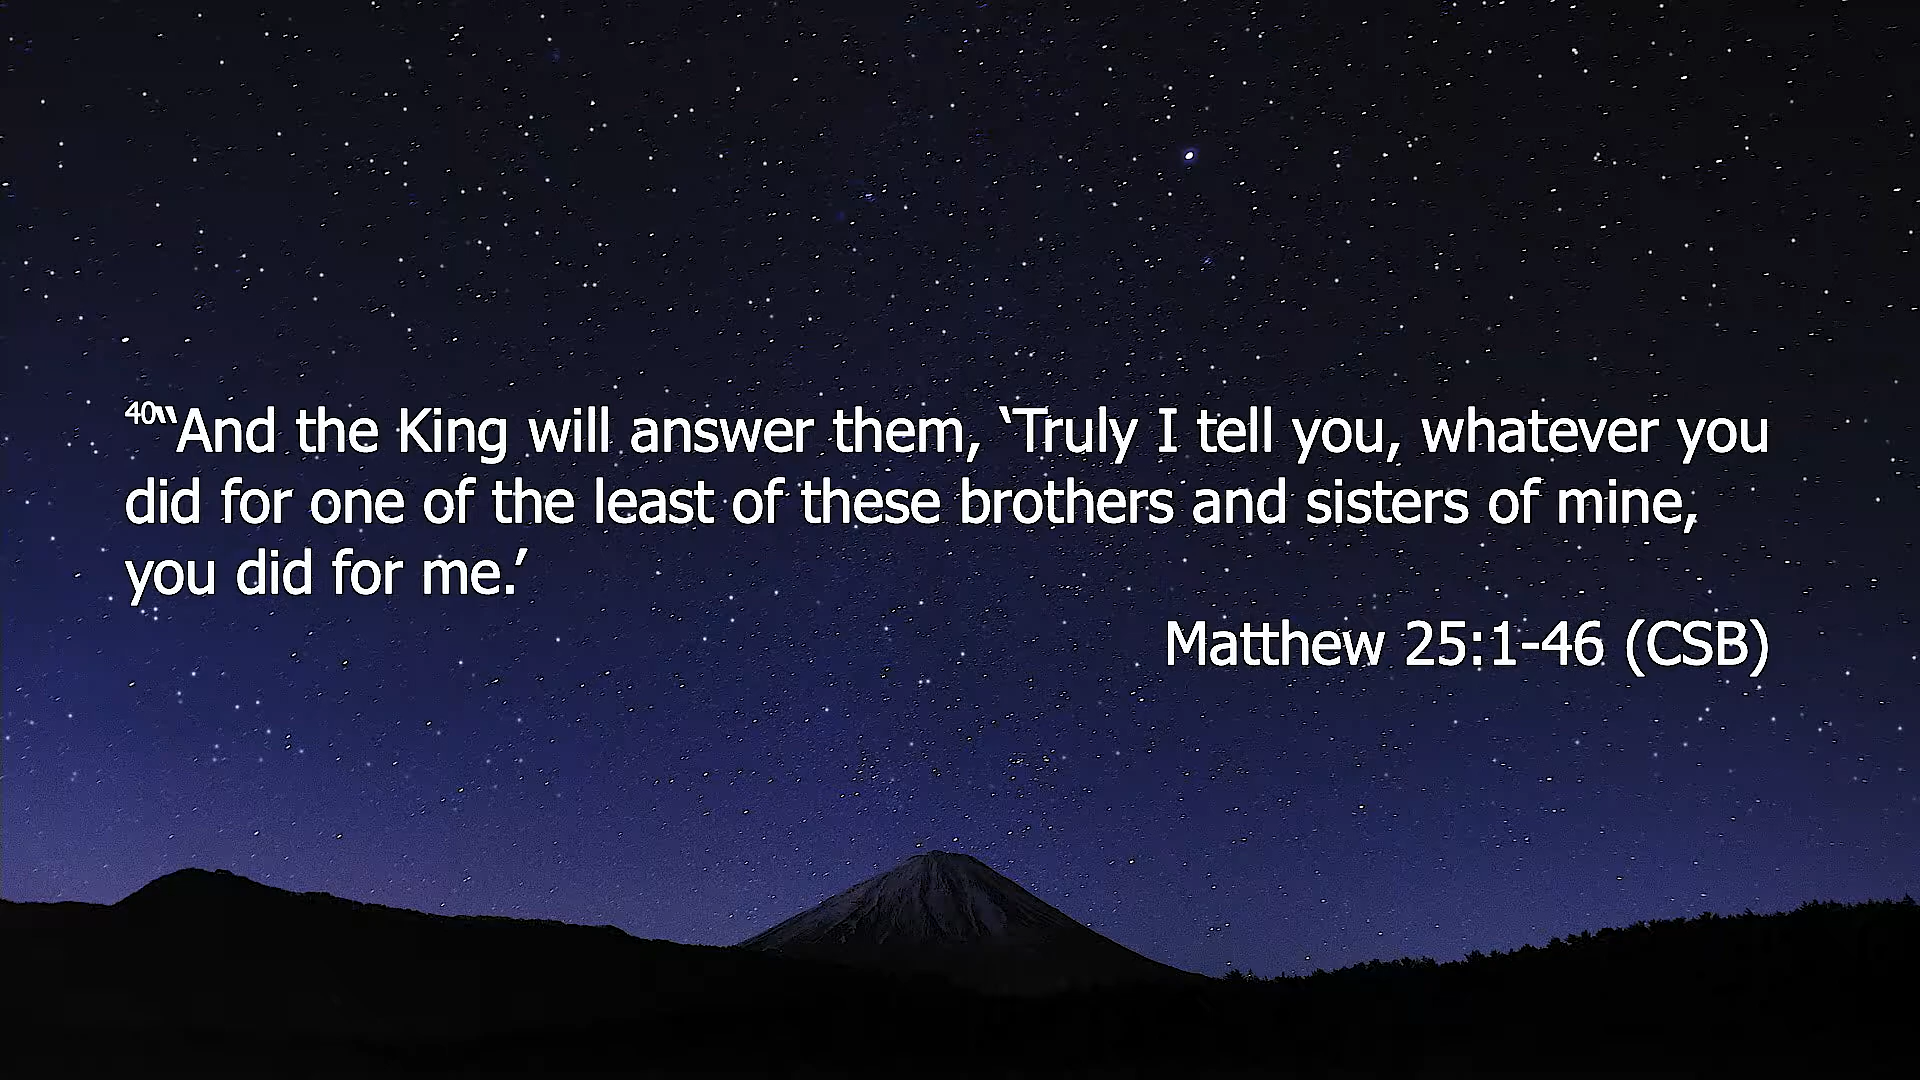 40“And the King will answer them, ‘Truly I tell you, whatever you
did for one of the least of these brothers and sisters of mine,
you did for me.’
Matthew 25:1-46 (CSB)